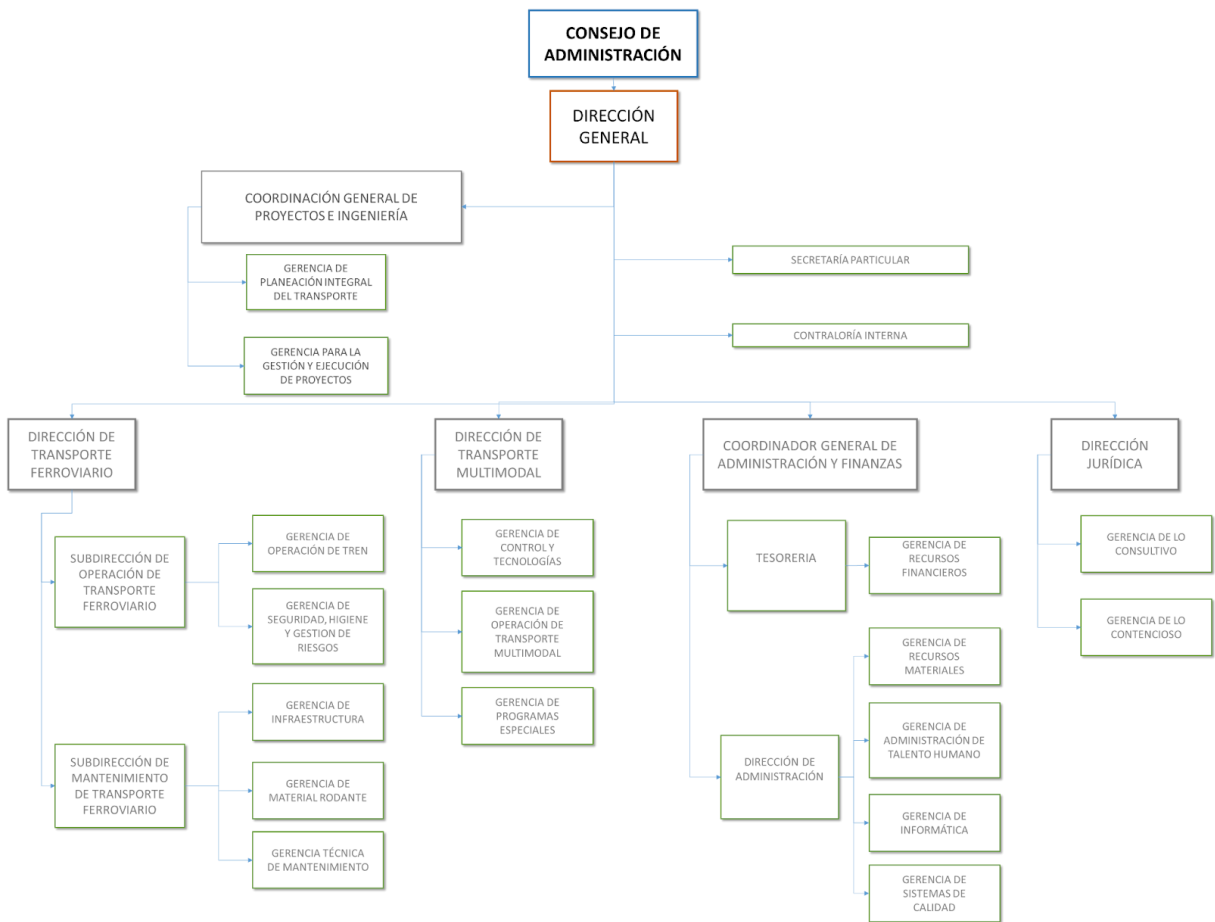 CONSEJO DE
ADMINISTRACIÓN
DIRECCIÓN
GENERAL
COORDINACIÓN GENERAL DE
PROYECTOS E INGENIERÍA
GERENCIA DE
PLANEACIÓN INTEGRAL
DEL TRANSPORTE
GERENCIA PARA LA
GESTIÓN Y EJECUCIÓN
DE PROYECTOS
SECRETARÍA PARTICULAR
CONTRALORÍA INTERNA
DIRECCIÓN DE
TRANSPORTE
FERROVIARIO
SUBDIRECCIÓN DE
OPERACIÓN DE
TRANSPORTE
FERROVIARIO
GERENCIA DE
OPERACIÓN DE TREN
GERENCIA DE
SEGURIDAD, HIGIENE
Y GESTION DE
RIESGOS
SUBDIRECCIÓN DE
MANTENIMIENTO
DE TRANSPORTE
FERROVIARIO
GERENCIA DE
INFRAESTRUCTURA
GERENCIA DE
MATERIAL RODANTE
GERENCIA TÉCNICA
DE MANTENIMIENTO
DIRECCIÓN DE
TRANSPORTE
MULTIMODAL
GERENCIA DE
CONTROL Y
TECNOLOGÍAS
GERENCIA DE
OPERACIÓN DE
TRANSPORTE
MULTIMODAL
GERENCIA DE
PROGRAMAS
ESPECIALES
COORDINADOR GENERAL DE
ADMINISTRACIÓN Y FINANZAS
TESORERIA
GERENCIA DE
RECURSOS
FINANCIEROS
DIRECCIÓN DE
ADMINISTRACIÓN
GERENCIA DE
RECURSOS
MATERIALES
GERENCIA DE
ADMINISTRACIÓN DE
TALENTO HUMANO
GERENCIA DE
INFORMÁTICA
GERENCIA DE
SISTEMAS DE
CALIDAD
DIRECCIÓN
JURÍDICA
GERENCIA DE LO
CONSULTIVO
GERENCIA DE LO
CONTENCIOSO